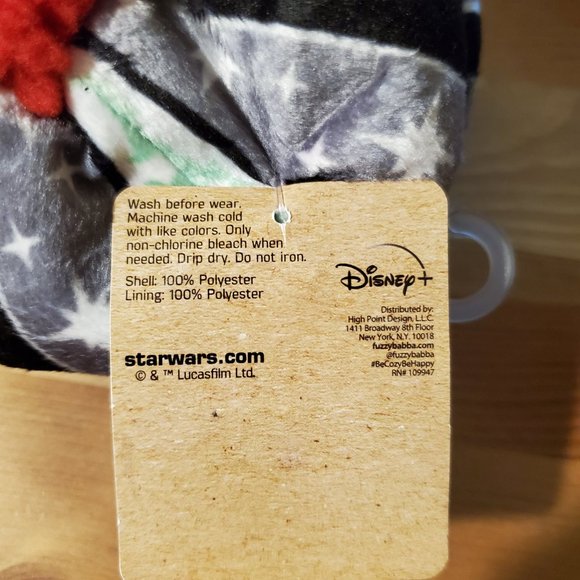 Wash before wear.
Machine wash cold
with like colors. Only
non-chlorine bleach when
needed. Drip dry. Do not iron.
Shell: 100% Polyester
Lining: 100% Polyester
starwars.com
© & ™ Lucasfilm Ltd.
Disney+
Distributed by:
High Point Design, L.L.C.
1411 Broadway 8th Floor
New York, N.Y. 10018
fuzzybabba.com
@fuzzybabba
#BeCozyBeHappy
RN# 109947